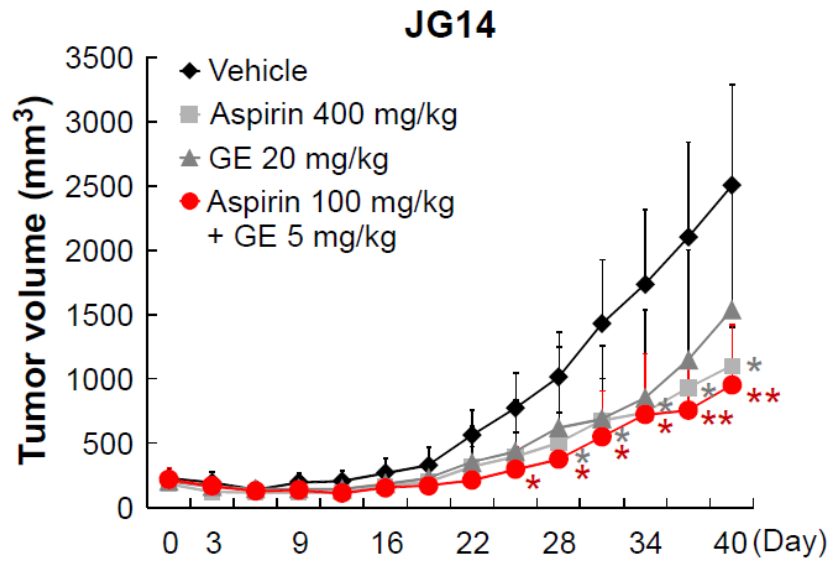 JG14
Tumor volume (mm³)
3500
3000
2500
2000
1500
1000
500
0
Vehicle
Aspirin 400 mg/kg
GE 20 mg/kg
Aspirin 100 mg/kg
+ GE 5 mg/kg
*
*
*
*
*
*
*
*
**
*
**
0 3 9 16 22 28 34 40 (Day)